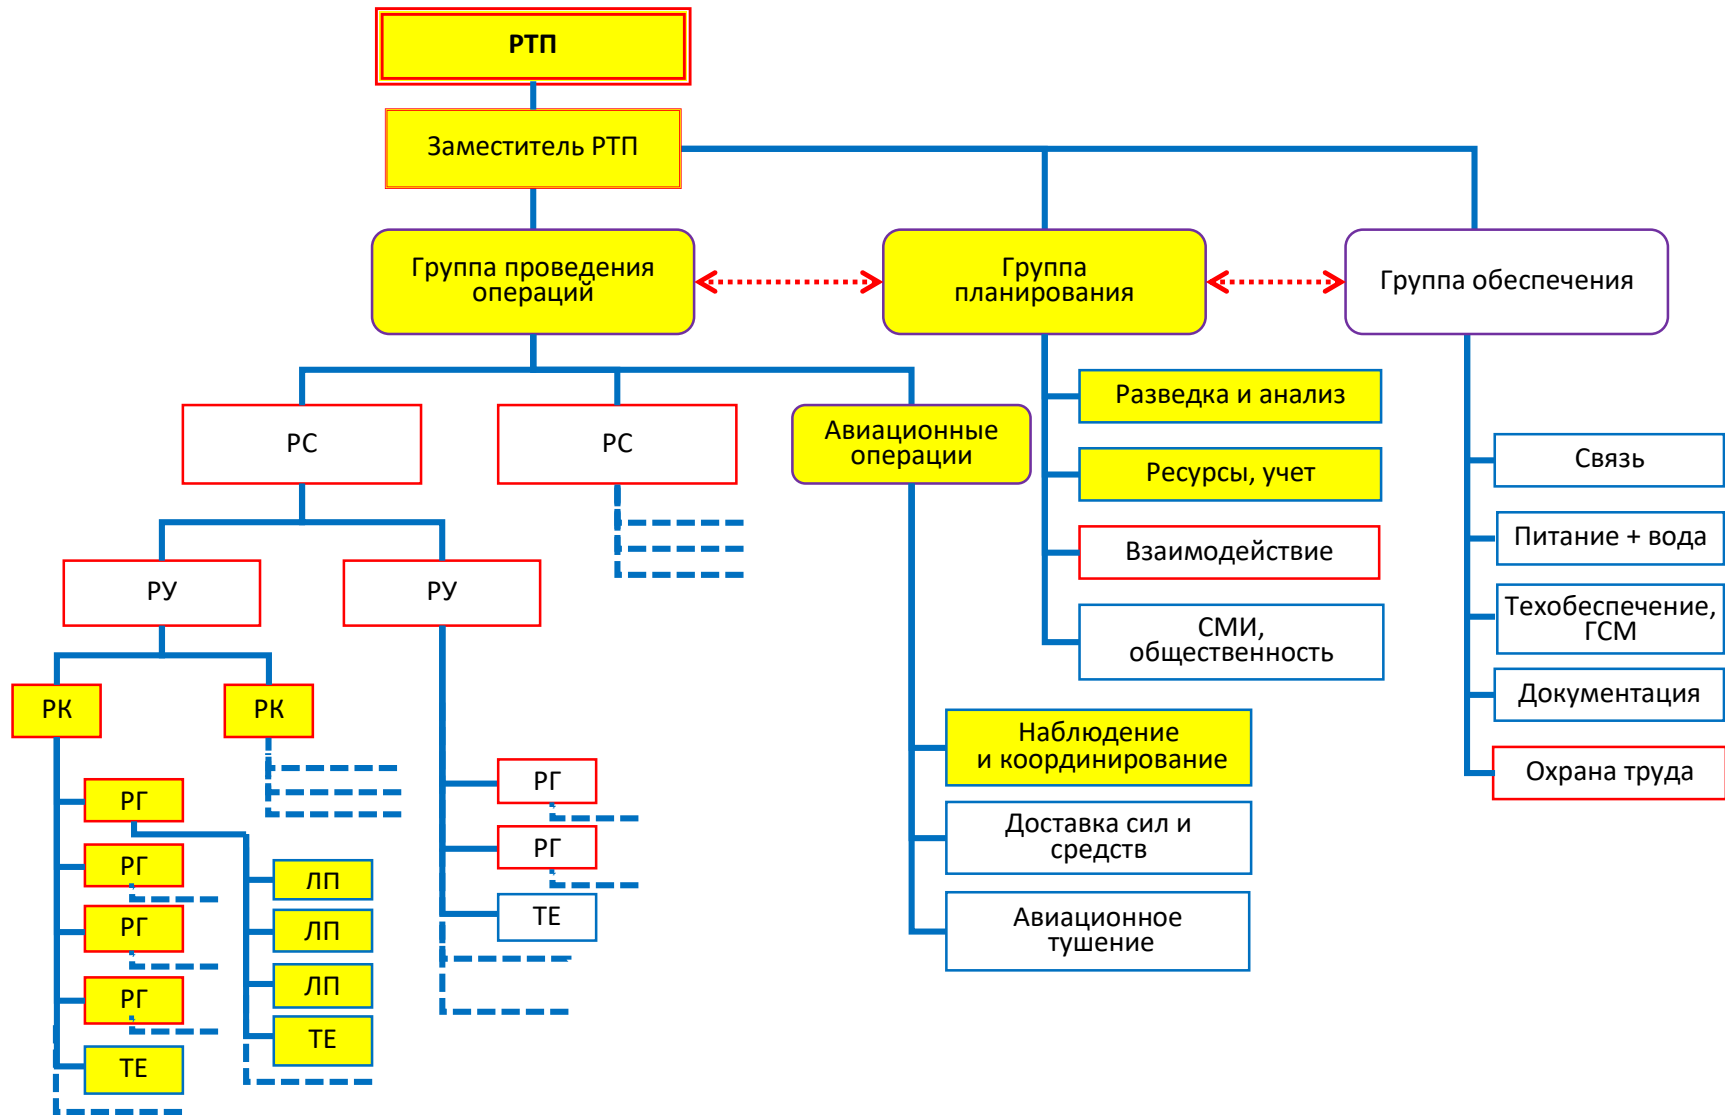 РТП
Заместитель РТП
Группа проведения
операций
Группа
планирования
Группа обеспечения
РС
РС
Авиационные
операции
Разведка и анализ
Ресурсы, учет
Взаимодействие
СМИ,
общественность
Связь
Питание + вода
Техобеспечение,
ГСМ
Документация
Охрана труда
РУ
РУ
РК
РК
РГ
РГ
РГ
РГ
ТЕ
ЛП
ЛП
ЛП
ТЕ
РГ
РГ
ТЕ
Наблюдение
и координирование
Доставка сил и
средств
Авиационное
тушение